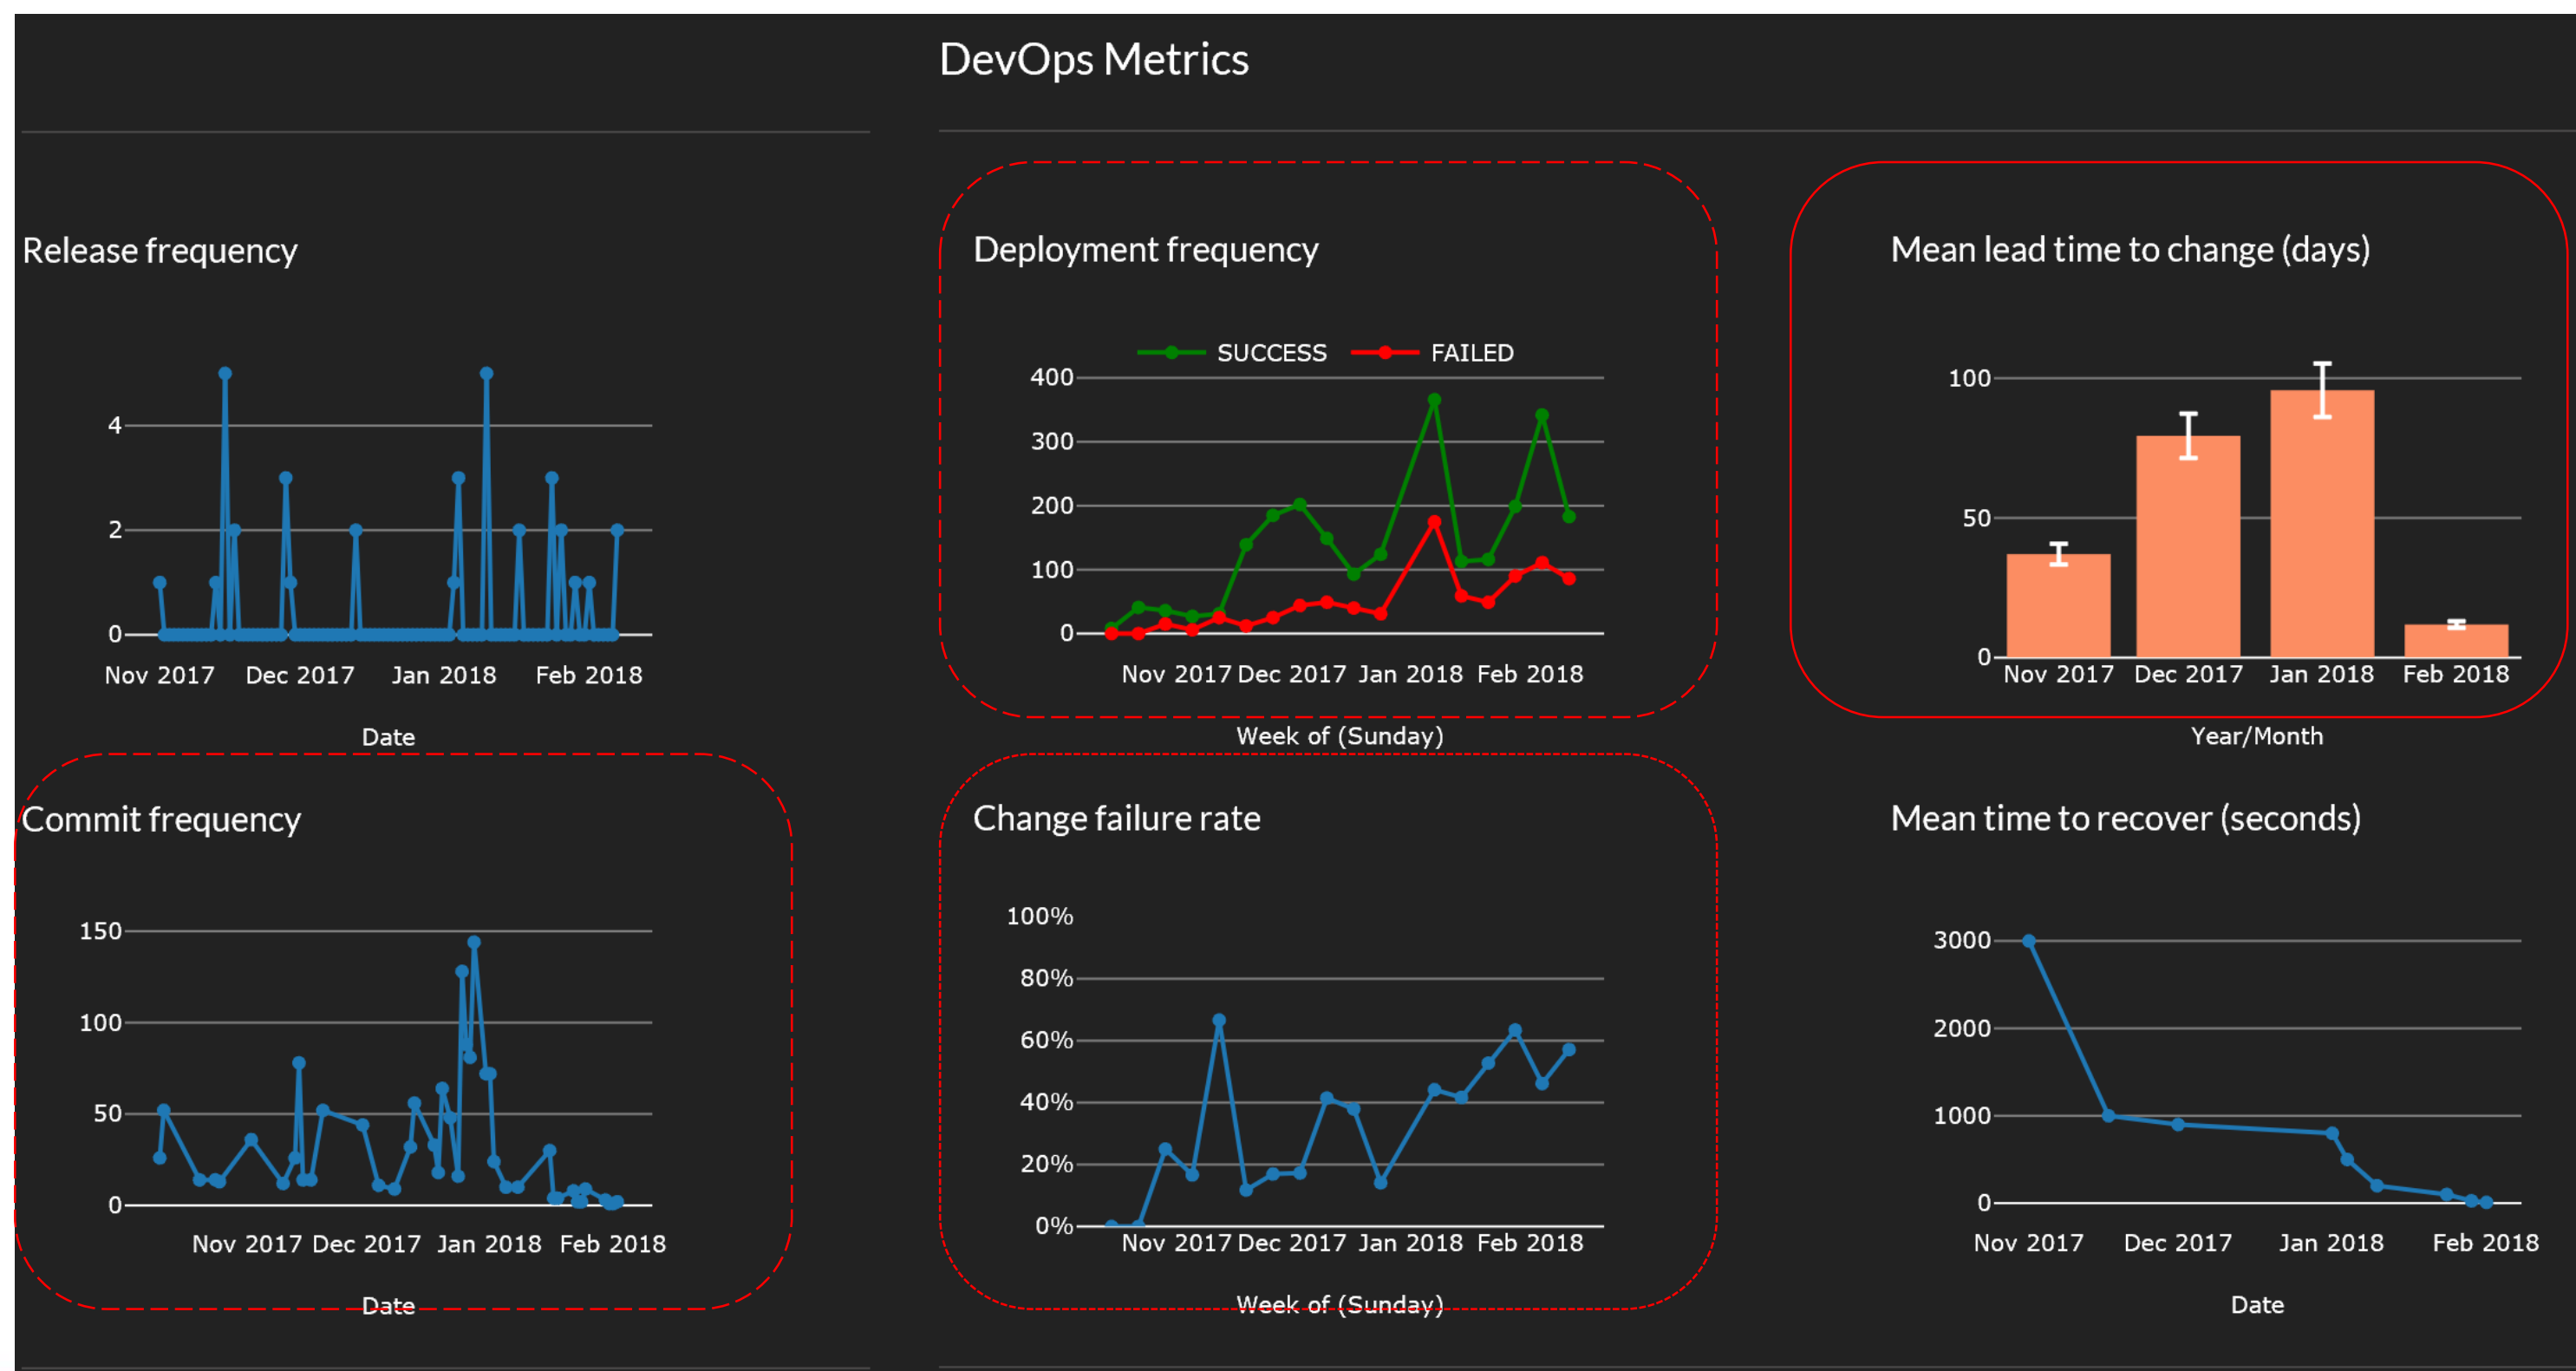 DevOps Metrics
Release frequency
4
2
0
Nov 2017 Dec 2017 Jan 2018 Feb 2018
Date
Deployment frequency
SUCCESS FAILED
400
300
200
100
0
Nov 2017 Dec 2017 Jan 2018 Feb 2018
Week of (Sunday)
Mean lead time to change (days)
100
50
0
Nov 2017 Dec 2017 Jan 2018 Feb 2018
Year/Month
Commit frequency
150
100
50
0
Nov 2017 Dec 2017 Jan 2018 Feb 2018
Date
Change failure rate
100%
80%
60%
40%
20%
0%
Nov 2017 Dec 2017 Jan 2018 Feb 2018
Week of (Sunday)
Mean time to recover (seconds)
3000
2000
1000
0
Nov 2017 Dec 2017 Jan 2018 Feb 2018
Date